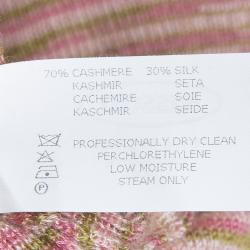 70% CASHMERE 30% SILK
KASHMIR SETA
CACHEMIRE SOIE
KASCHMIR SEIDE
PROFESSIONALLY DRY CLEAN
PERCHLORETHYLENE
LOW MOISTURE
STEAM ONLY
P